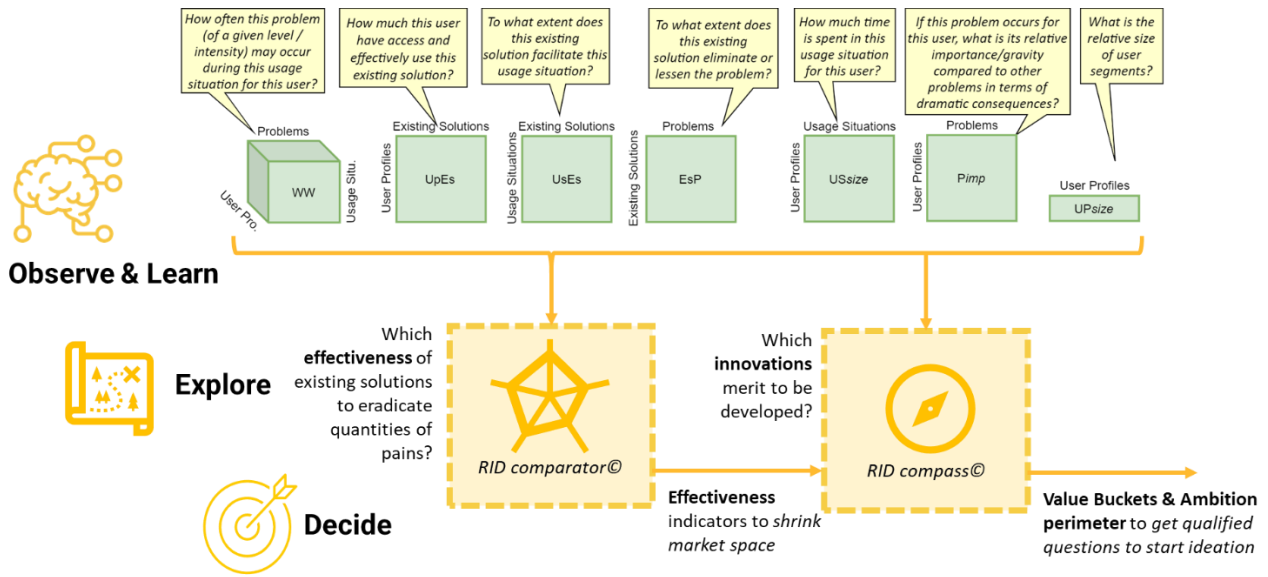 How often this problem
(of a given level /
intensity) may occur
during this usage
situation for this user?
How much this user
have access and
effectively use this
existing solution?
To what extent does
this existing
solution facilitate this
usage situation?
To what extent does
this existing
solution eliminate or
lessen the problem?
How much time
is spent in this
usage situation
for this user?
If this problem occurs for
this user, what is its relative
importance/gravity
compared to other
problems in terms of
dramatic consequences?
What is the
relative size
of user
segments?
Problems
User Pro.
WW
Usage Situ.
Existing Solutions
User Profiles
UpEs
Existing Solutions
Usage Situations
UsEs
Problems
Existing Solutions
EsP
Usage Situations
User Profiles
USsize
Problems
User Profiles
Pimp
User Profiles
UPsize
Observe & Learn
Explore
Which
effectiveness of
existing solutions
to eradicate
quantities of
pains?
RID comparator©
Which
innovations
merit to be
developed?
RID compass©
Decide
Effectiveness
indicators to shrink
market space
Value Buckets & Ambition
perimeter to get qualified
questions to start ideation